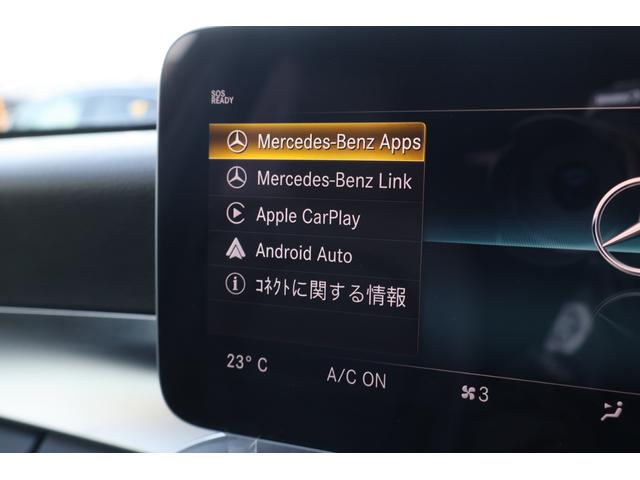 SOS
READY
Mercedes-Benz Apps
Mercedes-Benz Link
Apple CarPlay
Android Auto
ｺﾈｸﾄに関する情報
23° C
A/C ON
3